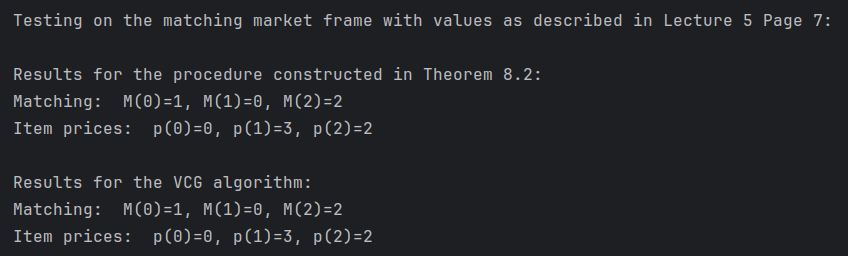 Testing on the matching market frame with values as described in Lecture 5 Page 7:
Results for the procedure constructed in Theorem 8.2:
Matching:  M(0)=1, M(1)=0, M(2)=2
Item prices:  p(0)=0, p(1)=3, p(2)=2
Results for the VCG algorithm:
Matching:  M(0)=1, M(1)=0, M(2)=2
Item prices:  p(0)=0, p(1)=3, p(2)=2